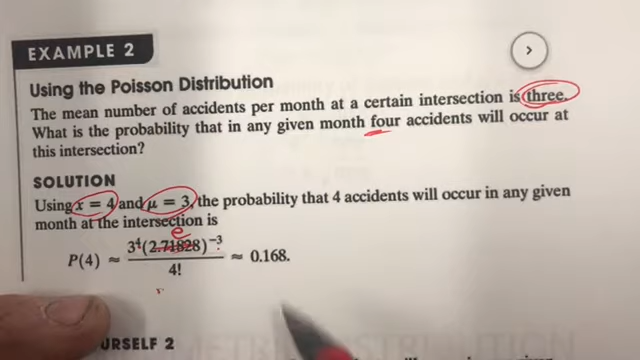 EXAMPLE 2
Using the Poisson Distribution
The mean number of accidents per month at a certain intersection is three.
What is the probability that in any given month four accidents will occur at
this intersection?
SOLUTION
Using x = 4 and μ = 3, the probability that 4 accidents will occur in any given
month at the intersection is
e
P(4) ≈ 3⁴(2.71828)⁻³ / 4! ≈ 0.168.
URSELF 2